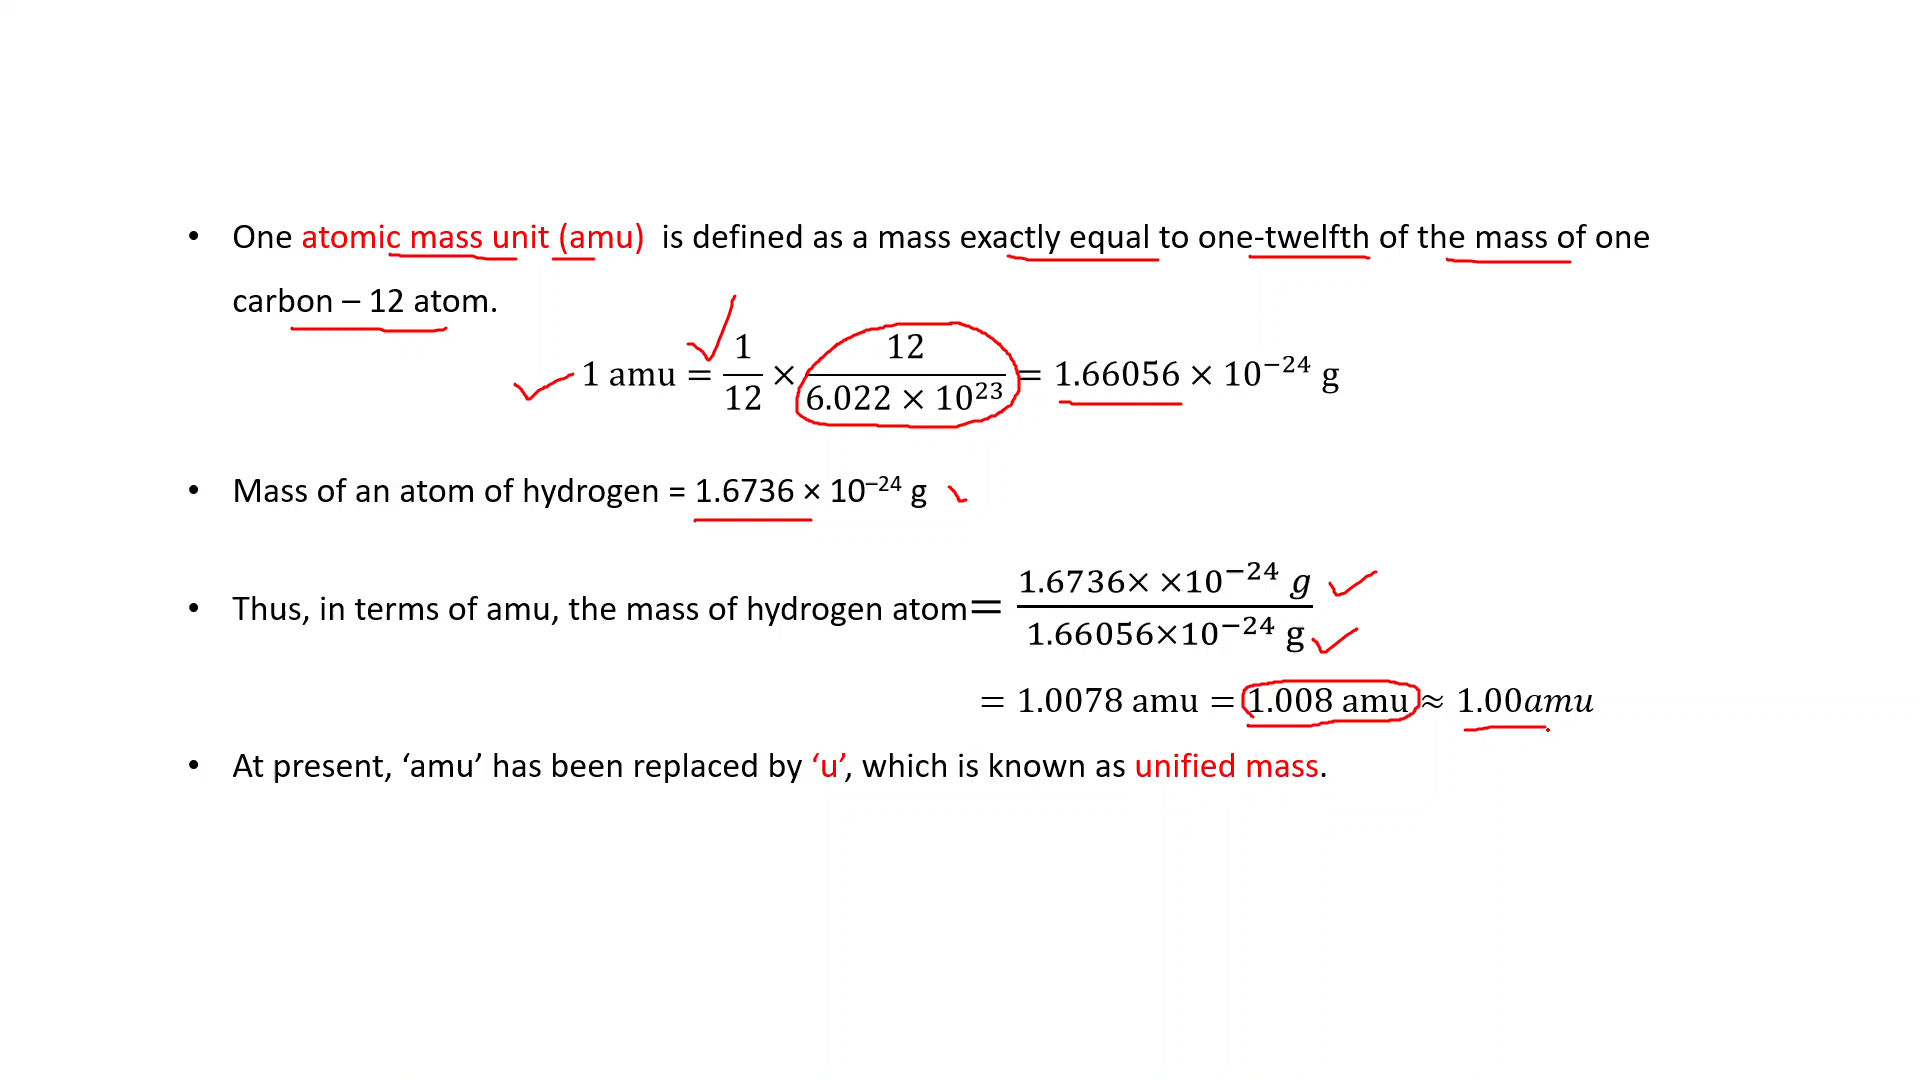 • One atomic mass unit (amu) is defined as a mass exactly equal to one-twelfth of the mass of one
carbon – 12 atom.
1 amu = 1/12 × 12/(6.022 × 10²³) = 1.66056 × 10⁻²⁴ g
• Mass of an atom of hydrogen = 1.6736 × 10⁻²⁴ g
• Thus, in terms of amu, the mass of hydrogen atom = (1.6736× ×10⁻²⁴ g)/(1.66056×10⁻²⁴ g)
= 1.0078 amu = 1.008 amu ≈ 1.00amu
• At present, ‘amu’ has been replaced by ‘u’, which is known as unified mass.